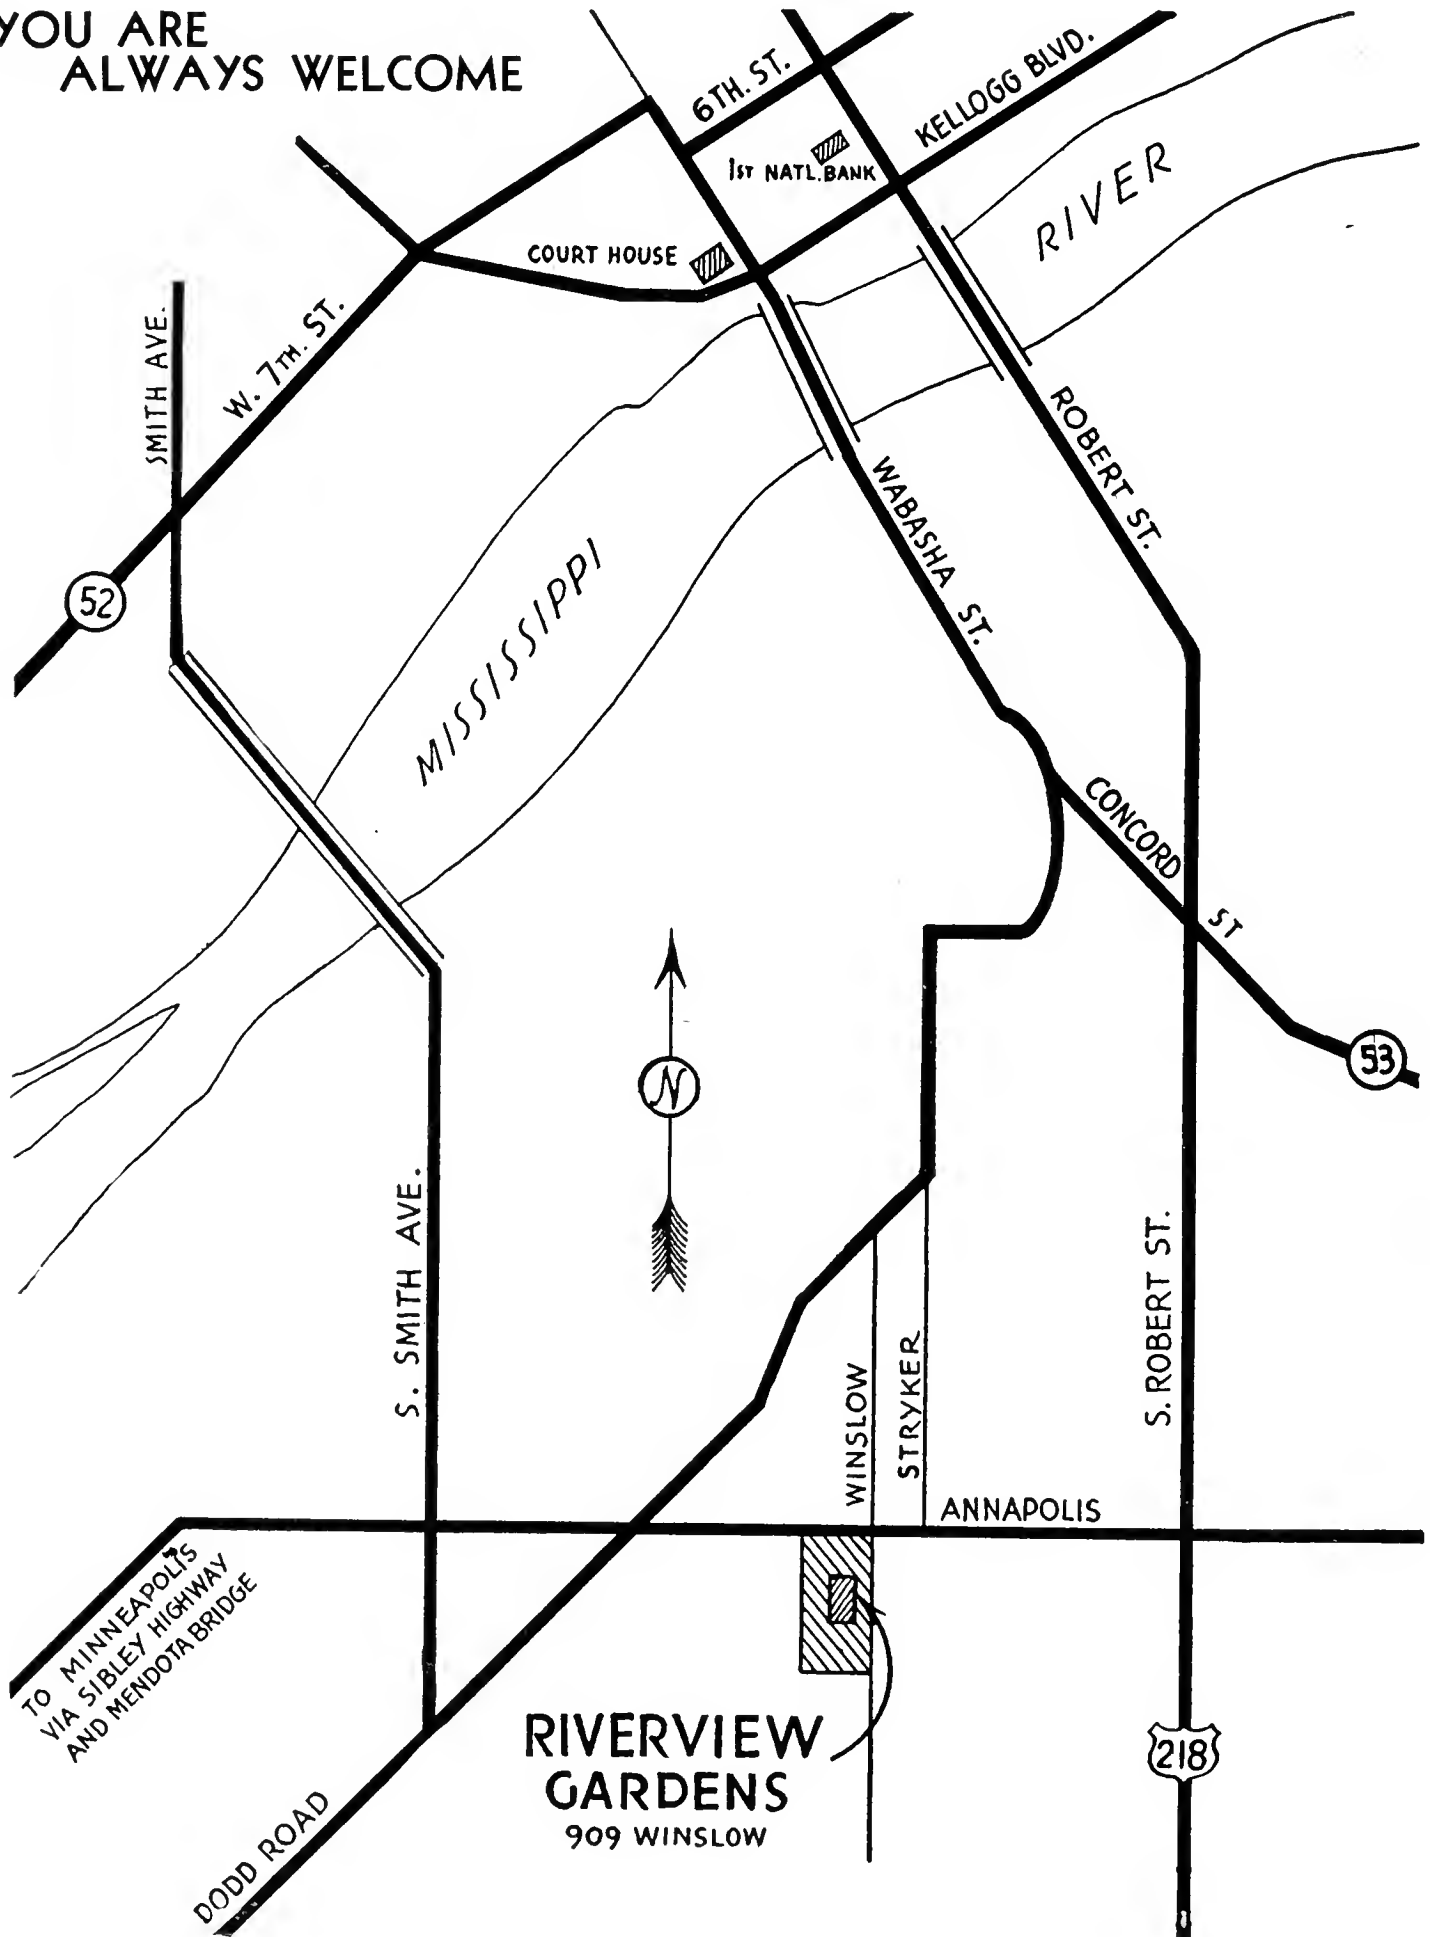 YOU ARE
ALWAYS WELCOME
6TH. ST.
KELLOGG BLVD.
1ST NATL. BANK
RIVER
COURT HOUSE
SMITH AVE.
W. 7TH. ST.
ROBERT ST.
WABASHA ST.
52
MISSISSIPPI
CONCORD ST
53
N
S. SMITH AVE.
S. ROBERT ST.
WINSLOW
STRYKER
ANNAPOLIS
TO MINNEAPOLIS
VIA SIBLEY HIGHWAY
AND MENDOTA BRIDGE
RIVERVIEW
GARDENS
909 WINSLOW
218
DODD ROAD